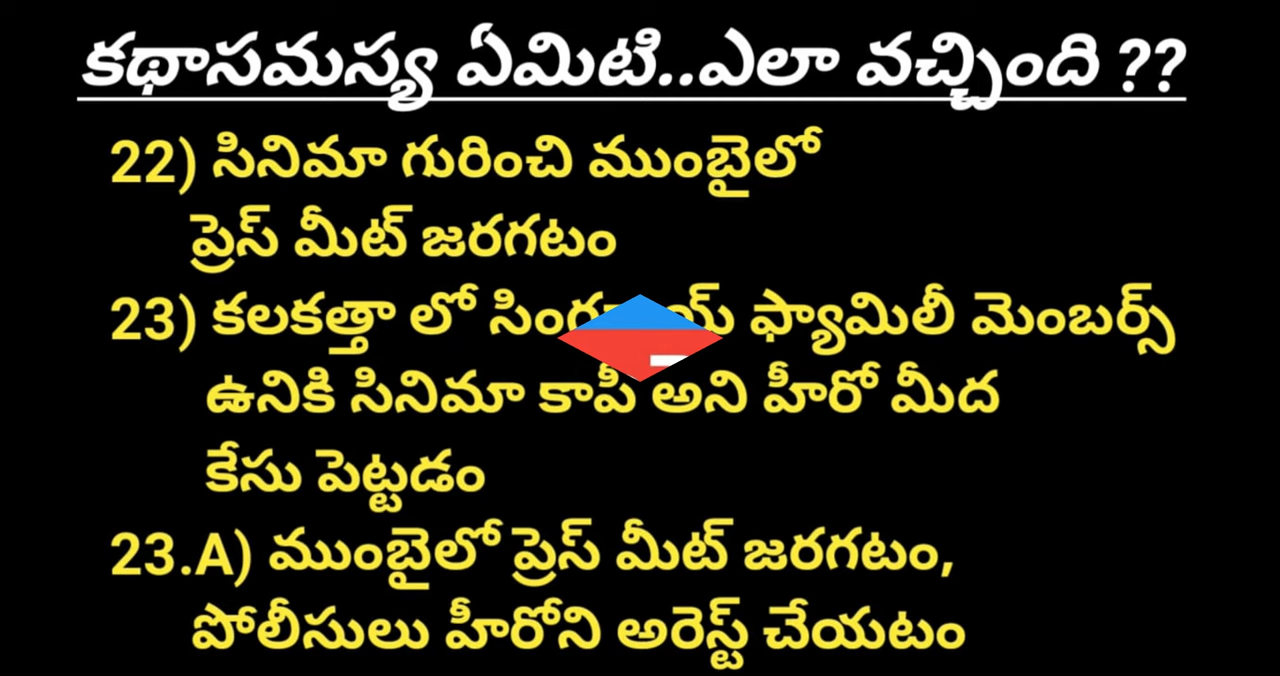 కథాసమస్య ఏమిటి..ఎలా వచ్చింది ??
22) సినిమా గురించి ముంబైలో
ప్రెస్ మీట్ జరగటం
23) కలకత్తా లో ఫ్యామిలీ మెంబర్స్
ఉనికి సినిమా కాపీ అని హీరో మీద
కేసు పెట్టడం
23.A) ముంబైలో ప్రెస్ మీట్ జరగటం,
పోలీసులు హీరోని అరెస్ట్ చేయటం